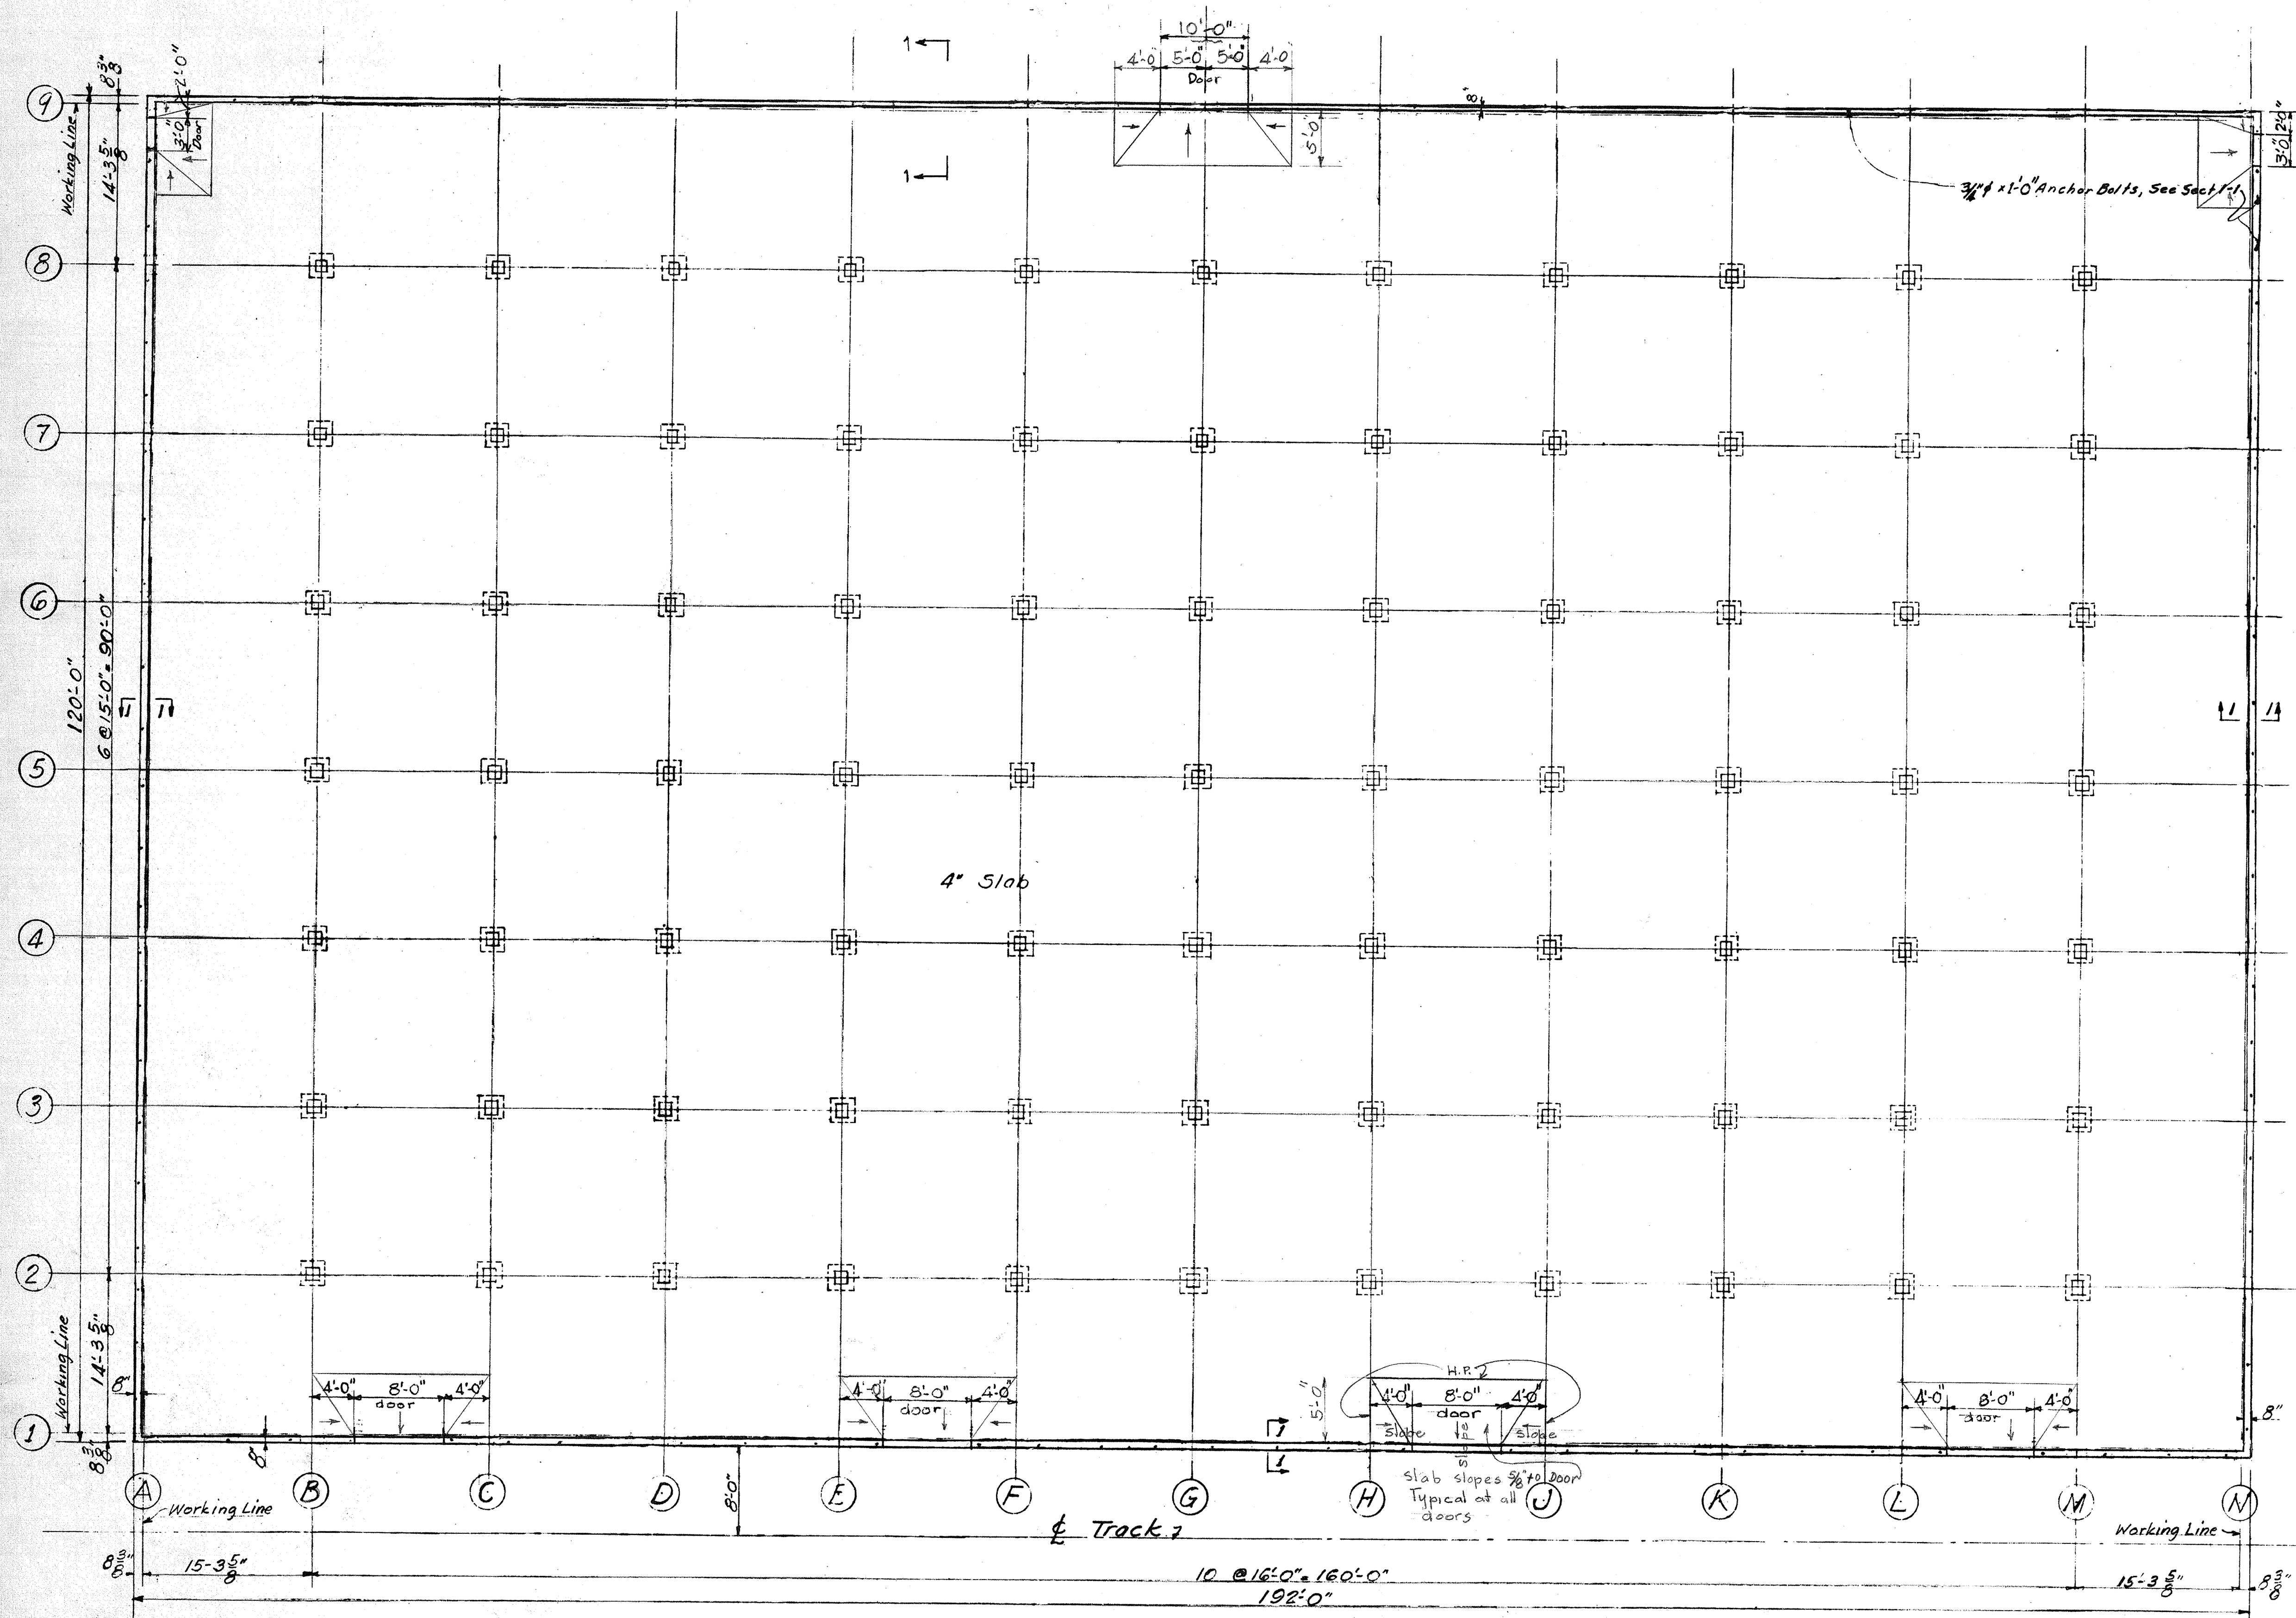 10'-0"
4'-0 5'-0" 5'-0" 4'-0
Door
1
1
5'-0"
8"
8 3/8"
2'-0"
3'-0"
Door
Working Line
14'-3 5/8"
2'-0"
3'-0"
3/4"φ x 1'-0" Anchor Bolts, See Sect 1-1
9
8
7
6
5
4
3
2
1
120'-0"
6 @ 15'-0" = 90'-0"
1 1
1 1
4" Slab
Working Line
14'-3 5/8"
8"
8 3/8"
8"
4'-0" 8'-0" 4'-0"
door
4'-0" 8'-0" 4'-0"
door
H.P.
5'-0"
4'-0" 8'-0" 4'-0"
door
Slope Slope Slope
4'-0" 8'-0" 4'-0"
door
8"
1
1
Slab slopes 5/8" to Door
Typical at all
doors
A B C D E F G H J K L M N
Working Line
8'-0"
℄ Track 7
Working Line
8 3/8" 15-3 5/8" 10 @ 16'-0" = 160'-0" 15'-3 5/8" 8 3/8"
192'-0"